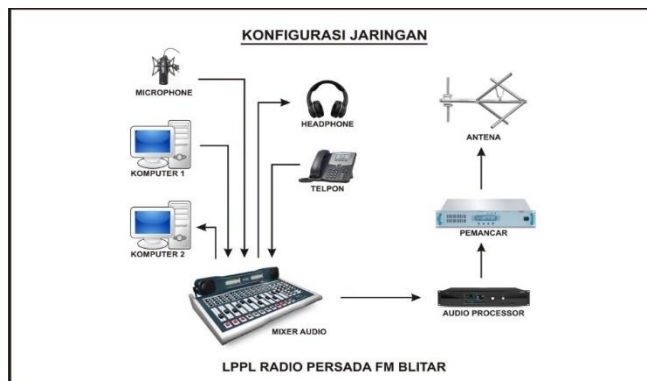 KONFIGURASI JARINGAN
MICROPHONE
HEADPHONE
ANTENA
KOMPUTER 1
TELPON
KOMPUTER 2
PEMANCAR
AUDIO PROCESSOR
MIXER AUDIO
LPPL RADIO PERSADA FM BLITAR